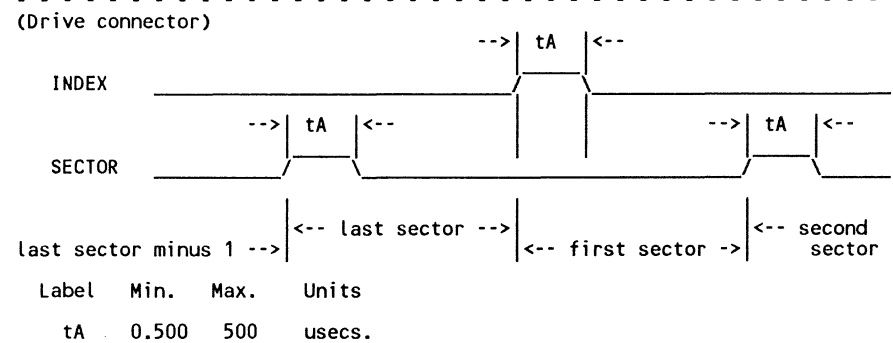 (Drive connector)
-->| tA |<--
INDEX
-->| tA |<-- -->| tA |<--
SECTOR
|<-- last sector -->| |<-- second
last sector minus 1 -->| |<-- first sector ->| sector
Label Min. Max. Units
tA 0.500 500 usecs.